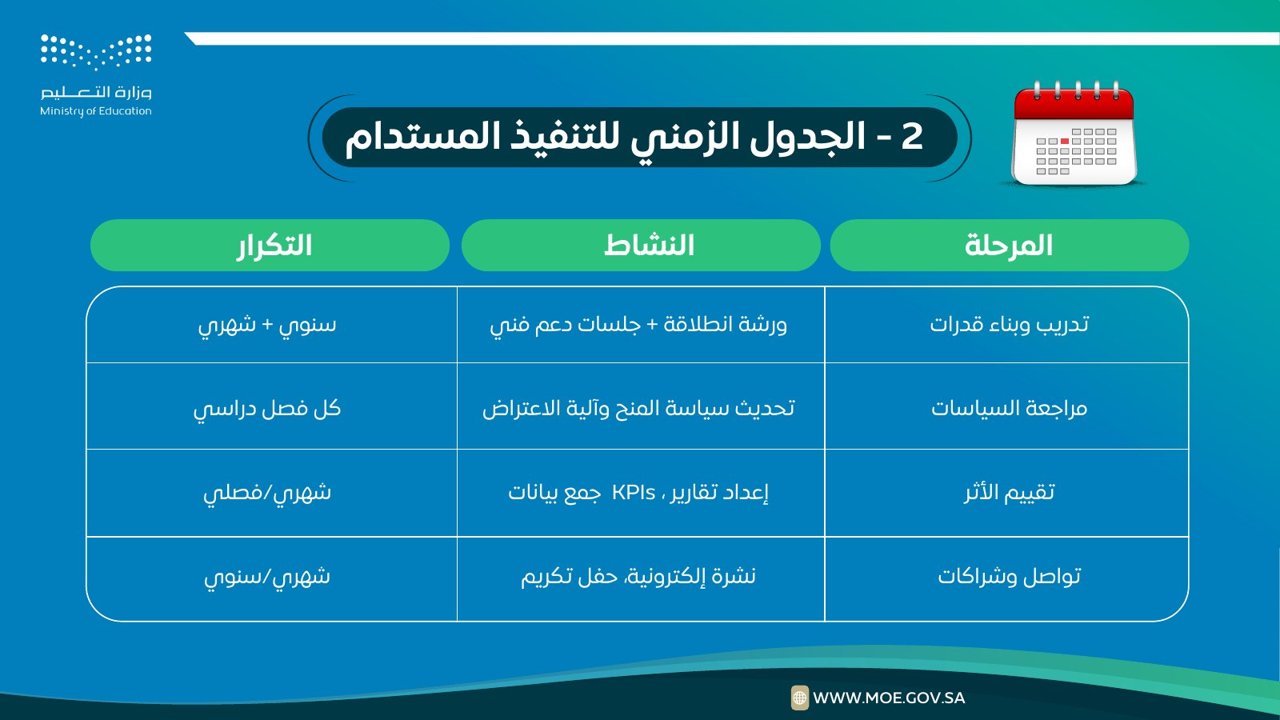 وزارة التعليم
Ministry of Education
2 - الجدول الزمني للتنفيذ المستدام
المرحلة النشاط التكرار
تدريب وبناء قدرات ورشة انطلاقة + جلسات دعم فني سنوي + شهري
مراجعة السياسات تحديث سياسة المنح وآلية الاعتراض كل فصل دراسي
تقييم الأثر إعداد تقارير ، KPIs جمع بيانات شهري/فصلي
تواصل وشراكات نشرة إلكترونية، حفل تكريم شهري/سنوي
WWW.MOE.GOV.SA